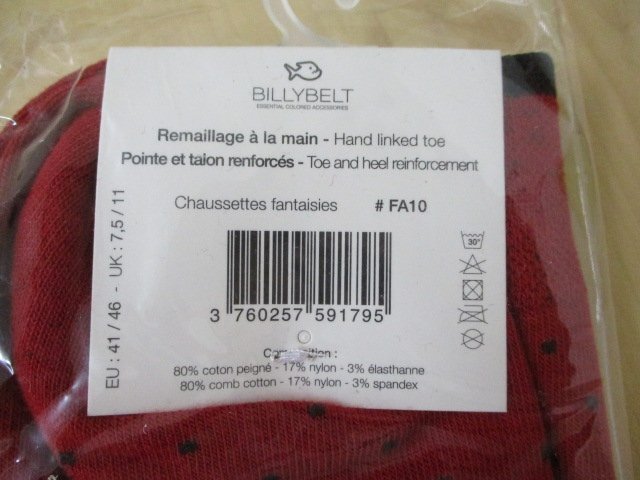 BILLYBELT
ESSENTIAL COLORED ACCESSORIES
Remaillage à la main - Hand linked toe
Pointe et talon renforcés - Toe and heel reinforcement
Chaussettes fantaisies # FA10
EU : 41 / 46 - UK : 7,5 / 11
30°
3 760257 591795
:
80% coton peigné - 17% nylon - 3% élasthanne
80% comb cotton - 17% nylon - 3% spandex